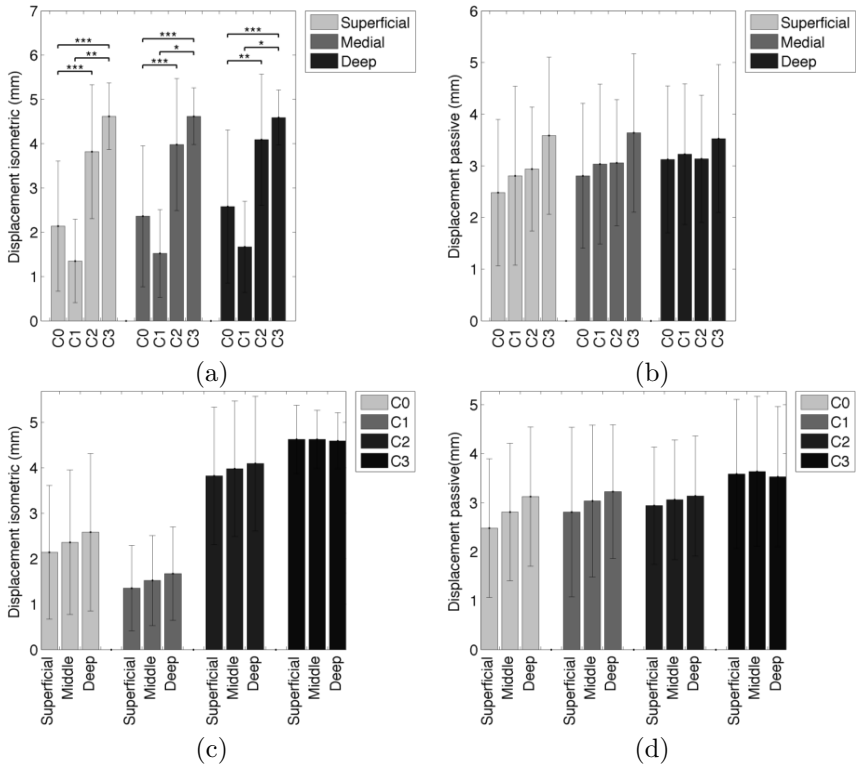 7
6
5
4
3
2
1
0
Displacement isometric (mm)
*** *** ***
** * *
*** *** **
C0 C1 C2 C3 C0 C1 C2 C3 C0 C1 C2 C3
Superficial
Medial
Deep
(a)
6
5
4
3
2
1
0
Displacement passive (mm)
C0 C1 C2 C3 C0 C1 C2 C3 C0 C1 C2 C3
Superficial
Medial
Deep
(b)
5
4
3
2
1
0
Displacement isometric (mm)
Superficial Middle Deep Superficial Middle Deep Superficial Middle Deep Superficial Middle Deep
C0
C1
C2
C3
(c)
5
4
3
2
1
0
Displacement passive(mm)
Superficial Middle Deep Superficial Middle Deep Superficial Middle Deep Superficial Middle Deep
C0
C1
C2
C3
(d)